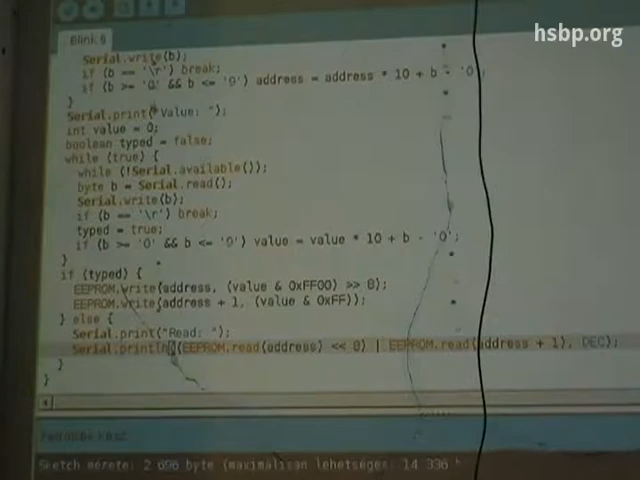 hsbp.org
Blink §
Serial.write(b);
if (b == '\r') break;
if (b >= '0' && b <= '9') address = address * 10 + b - '0';
}
Serial.print("Value: ");
int value = 0;
boolean typed = false;
while (true) {
while (!Serial.available());
byte b = Serial.read();
Serial.write(b);
if (b == '\r') break;
typed = true;
if (b >= '0' && b <= '9') value = value * 10 + b - '0';
}
if (typed) {
EEPROM.write(address, (value & 0xFF00) >> 8);
EEPROM.write(address + 1, (value & 0xFF));
} else {
Serial.print("Read: ");
Serial.println((EEPROM.read(address) << 8) | EEPROM.read(address + 1), DEC);
}
}
Fordítás kész
Sketch mérete: 2 696 byte (maximálisan lehetséges: 14 336